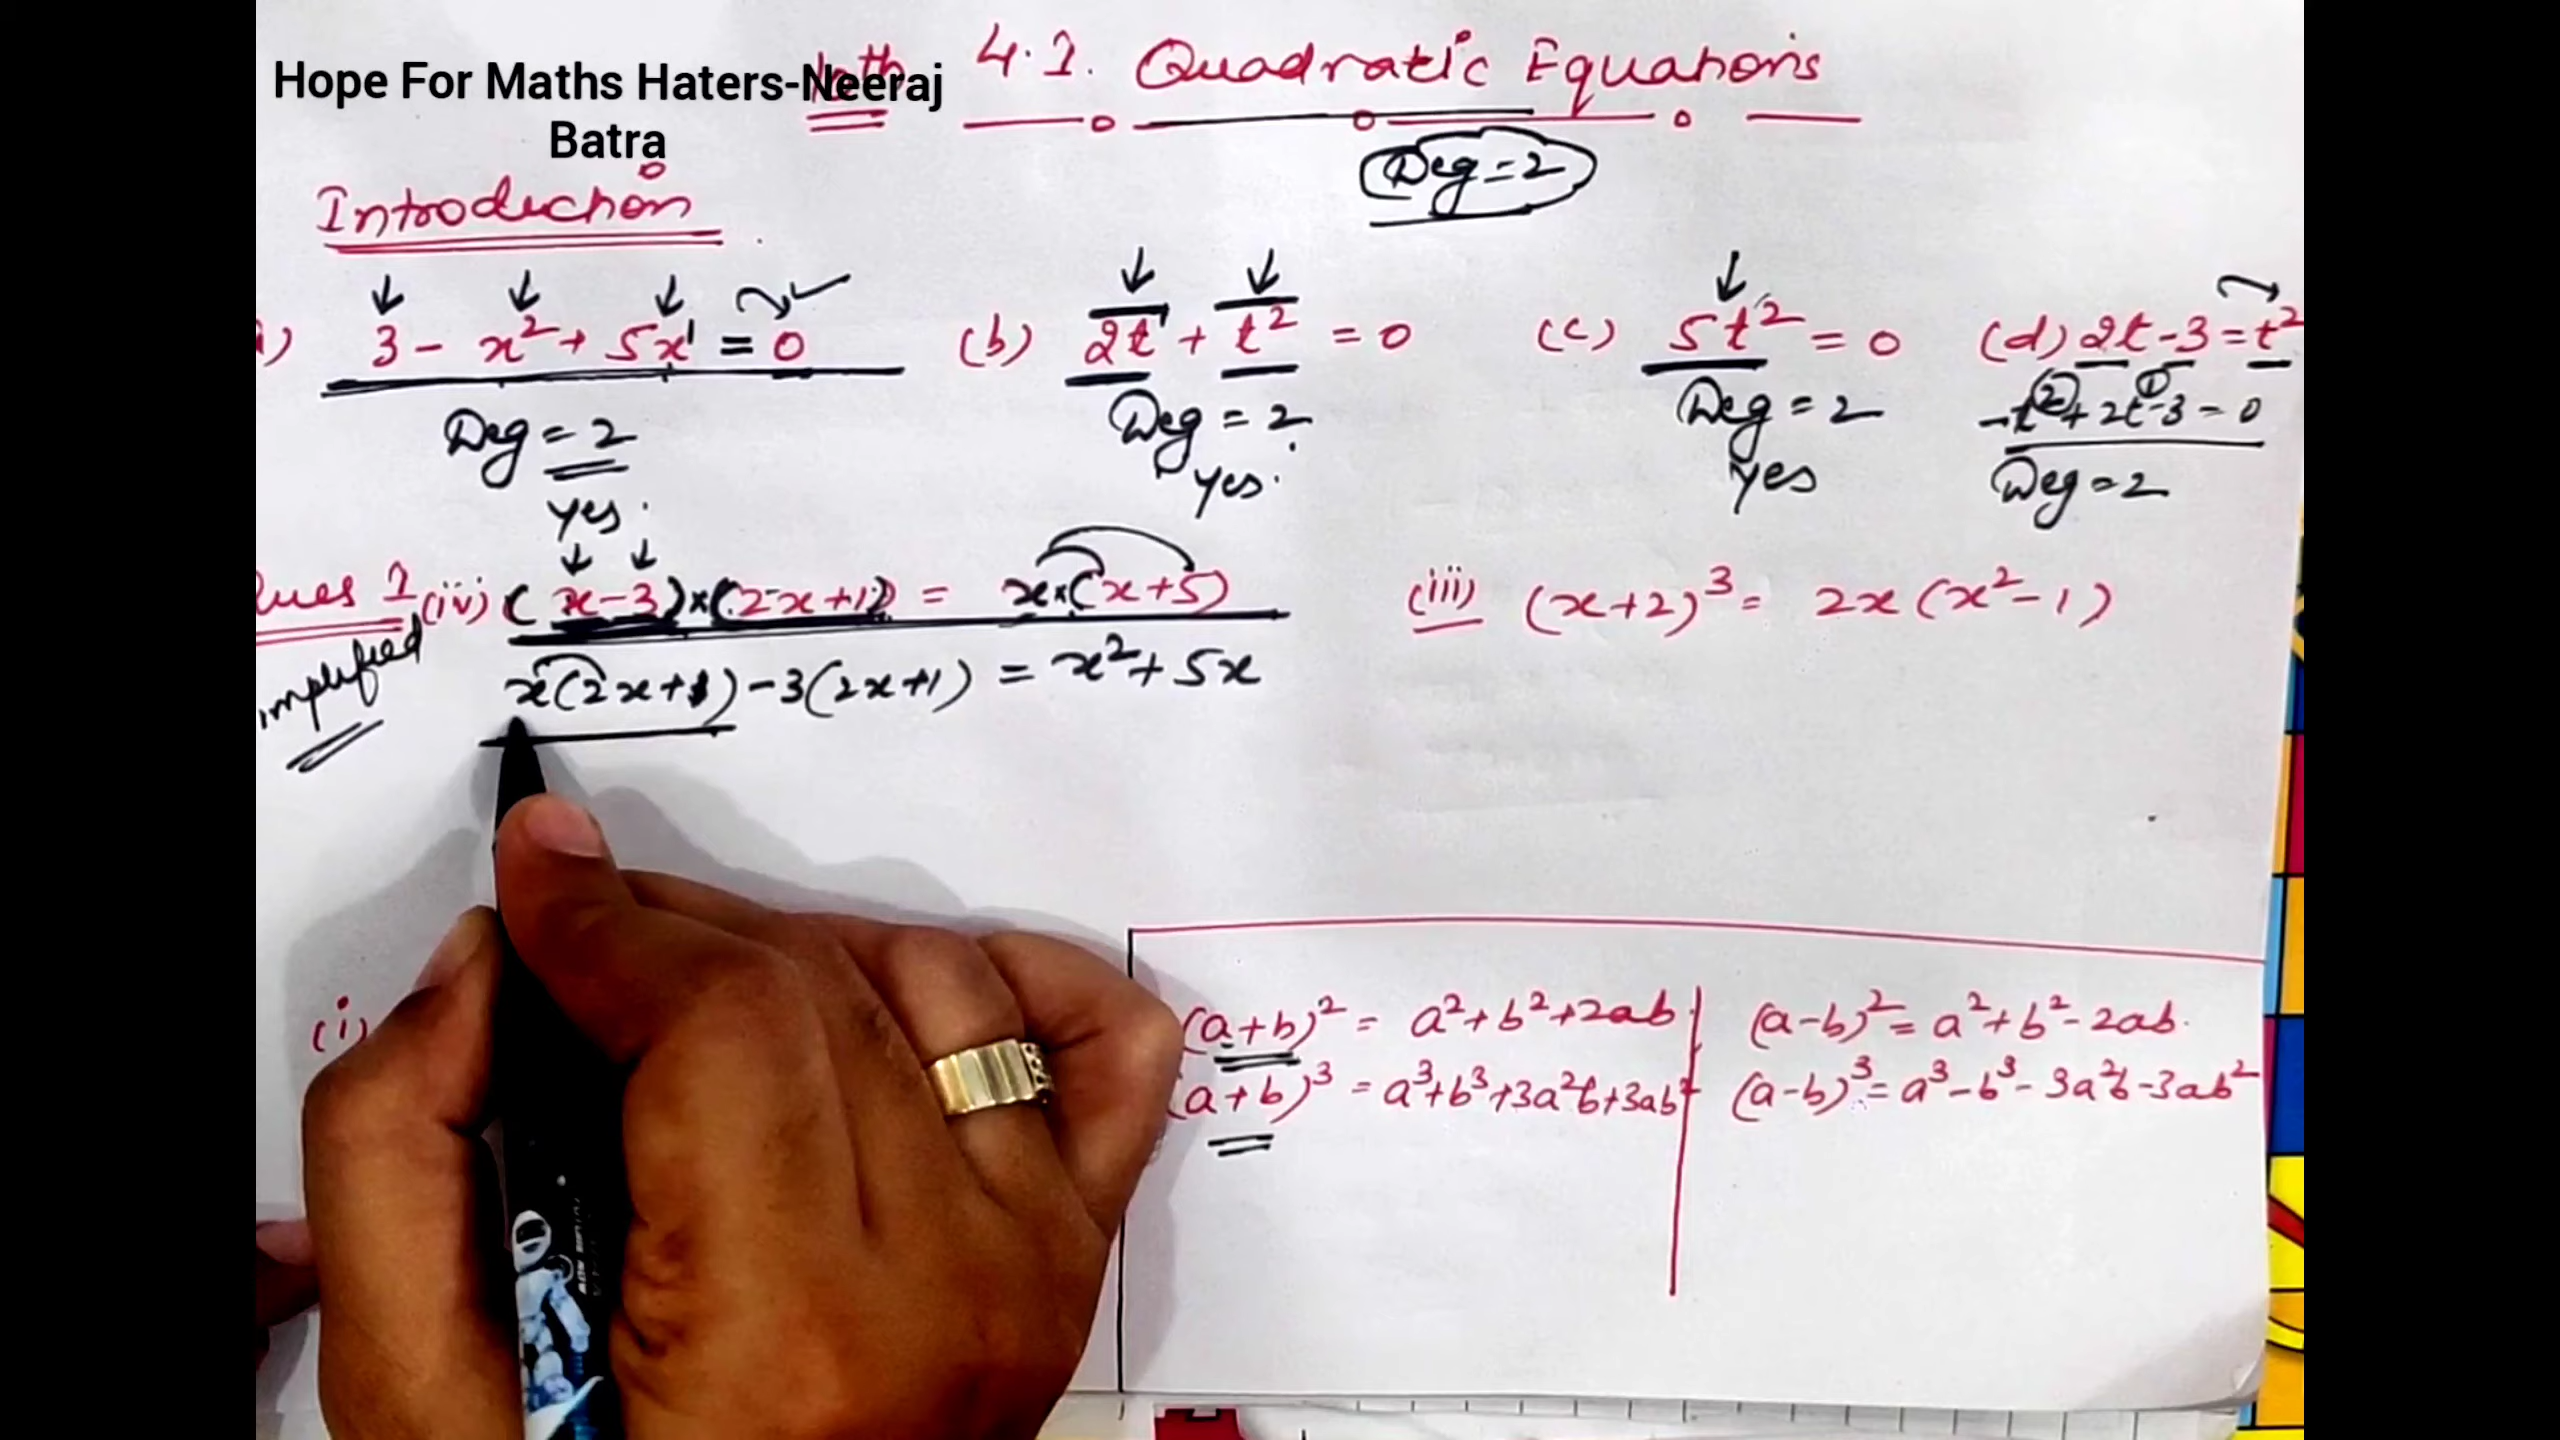 Hope For Maths Haters-Neeraj
Batra
10th 4.1. Quadratic Equations
Deg = 2
Introduction
a) 3 - x² + 5x¹ = 0
Deg = 2
yes.
(b) 2t¹ + t² = 0
Deg = 2
yes.
(c) 5t² = 0
Deg = 2
yes
(d) 2t - 3 = t²
-t² + 2t¹ - 3 = 0
Deg = 2
Ques 1 (iv) (x-3)×(2x+1) = x×(x+5)
implified
x(2x+1) - 3(2x+1) = x² + 5x
(iii) (x+2)³ = 2x(x²-1)
(i)
(a+b)² = a²+b²+2ab
(a+b)³ = a³+b³+3a²b+3ab²
(a-b)² = a²+b²-2ab.
(a-b)³ = a³-b³-3a²b-3ab²